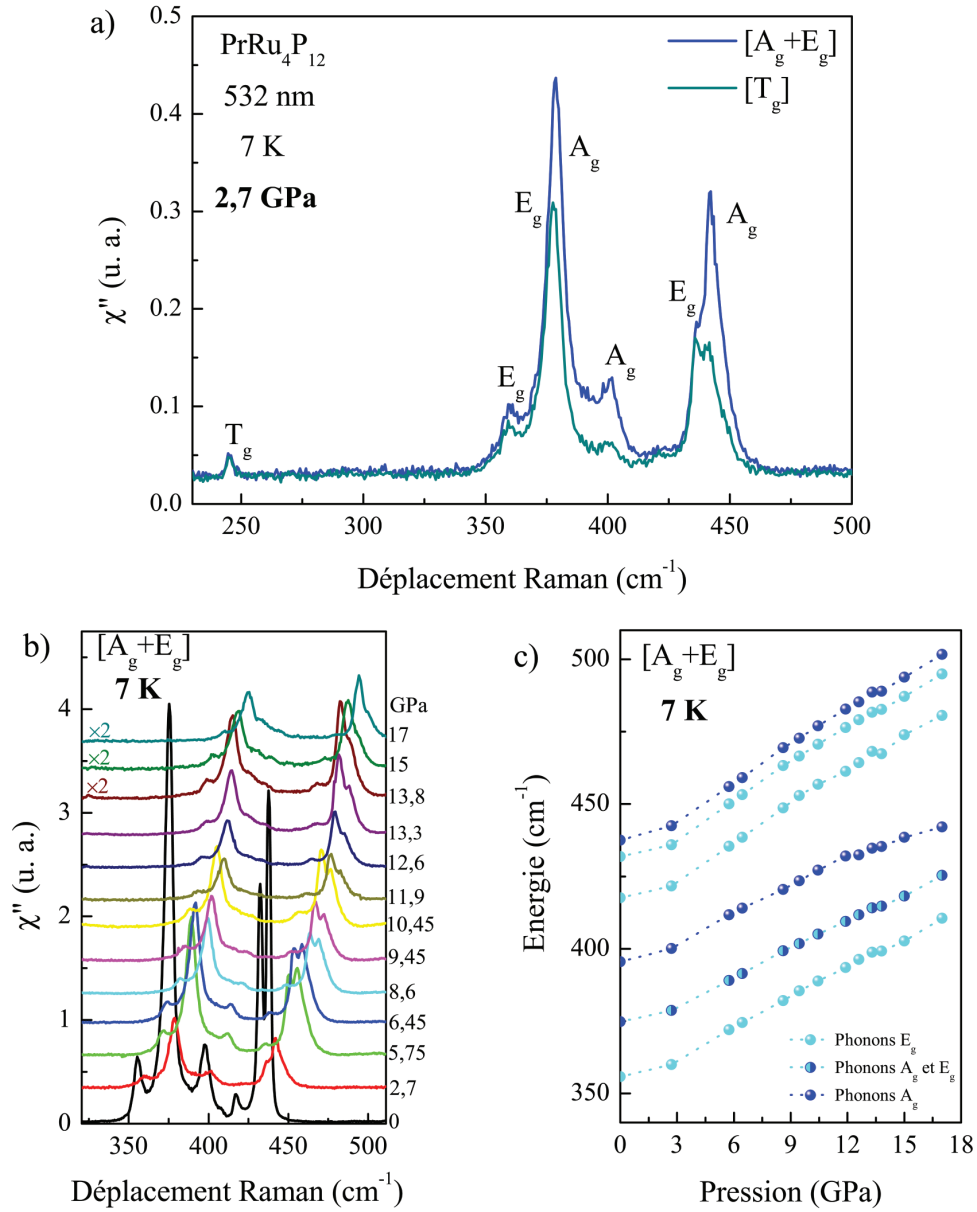 a)
PrRu4P12
532 nm
7 K
2,7 GPa
[Ag+Eg]
[Tg]
χ'' (u. a.)
0.5
0.4
0.3
0.2
0.1
0.0
Tg
Eg
Eg
Ag
Ag
Eg
Ag
250
300
350
400
450
500
Déplacement Raman (cm-1)
b)
[Ag+Eg]
7 K
χ'' (u. a.)
4
3
2
1
0
×2
×2
×2
GPa
17
15
13,8
13,3
12,6
11,9
10,45
9,45
8,6
6,45
5,75
2,7
0
350
400
450
500
Déplacement Raman (cm-1)
c)
[Ag+Eg]
7 K
Energie (cm-1)
500
450
400
350
Phonons Eg
Phonons Ag et Eg
Phonons Ag
0
3
6
9
12
15
18
Pression (GPa)